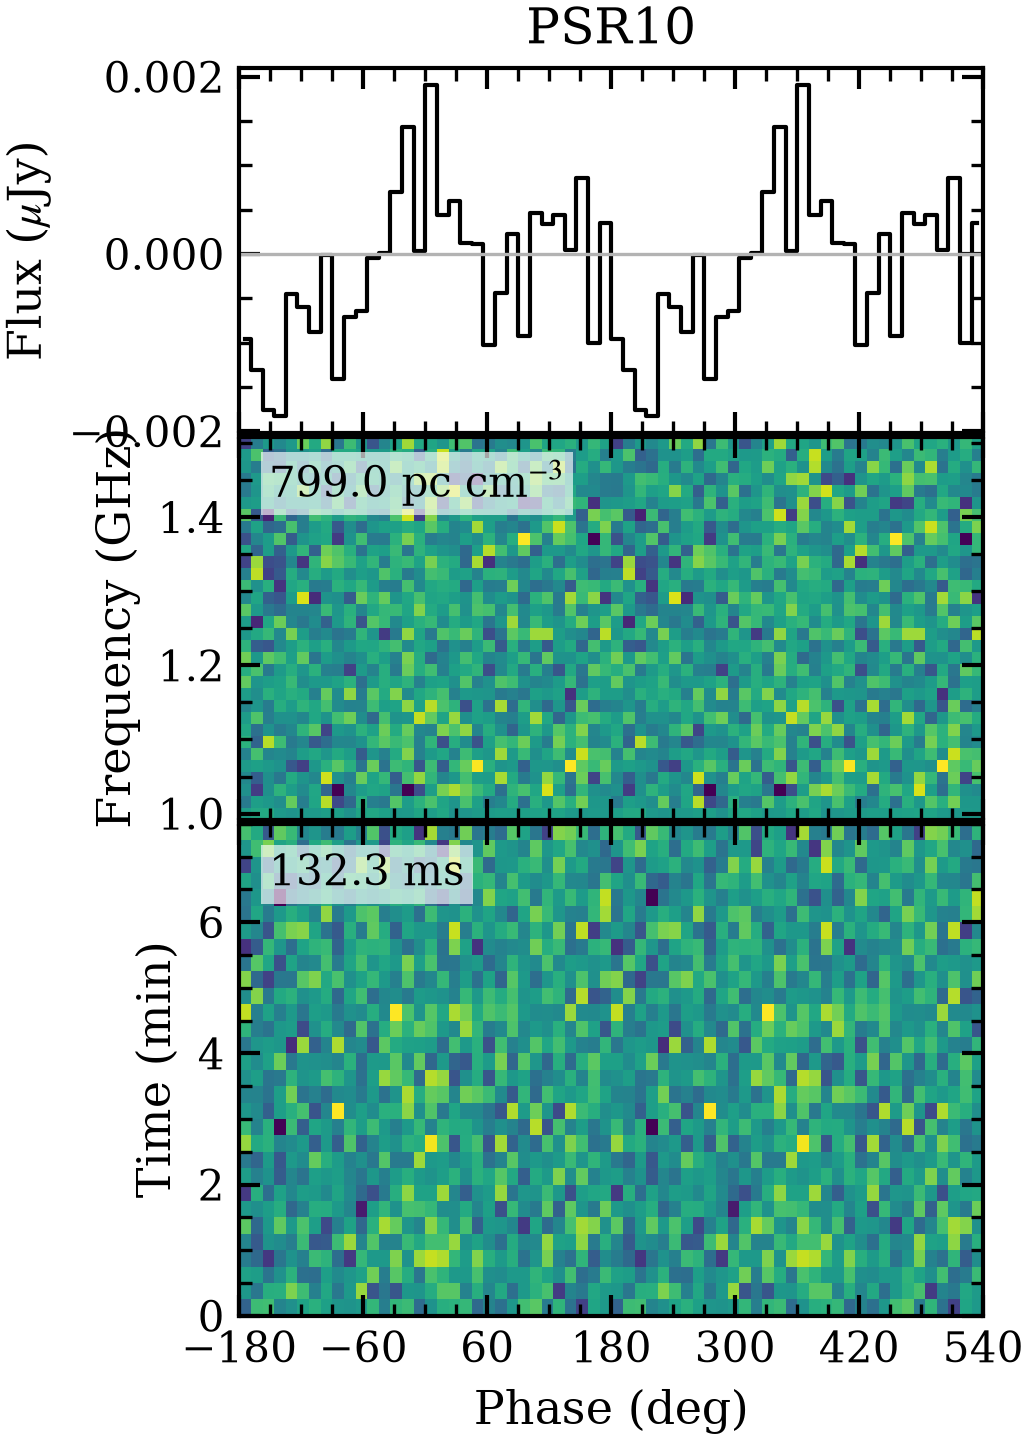 PSR10
0.002
0.000
−0.002
Flux (μJy)
799.0 pc cm⁻³
1.4
1.2
1.0
Frequency (GHz)
132.3 ms
6
4
2
0
Time (min)
−180 −60 60 180 300 420 540
Phase (deg)